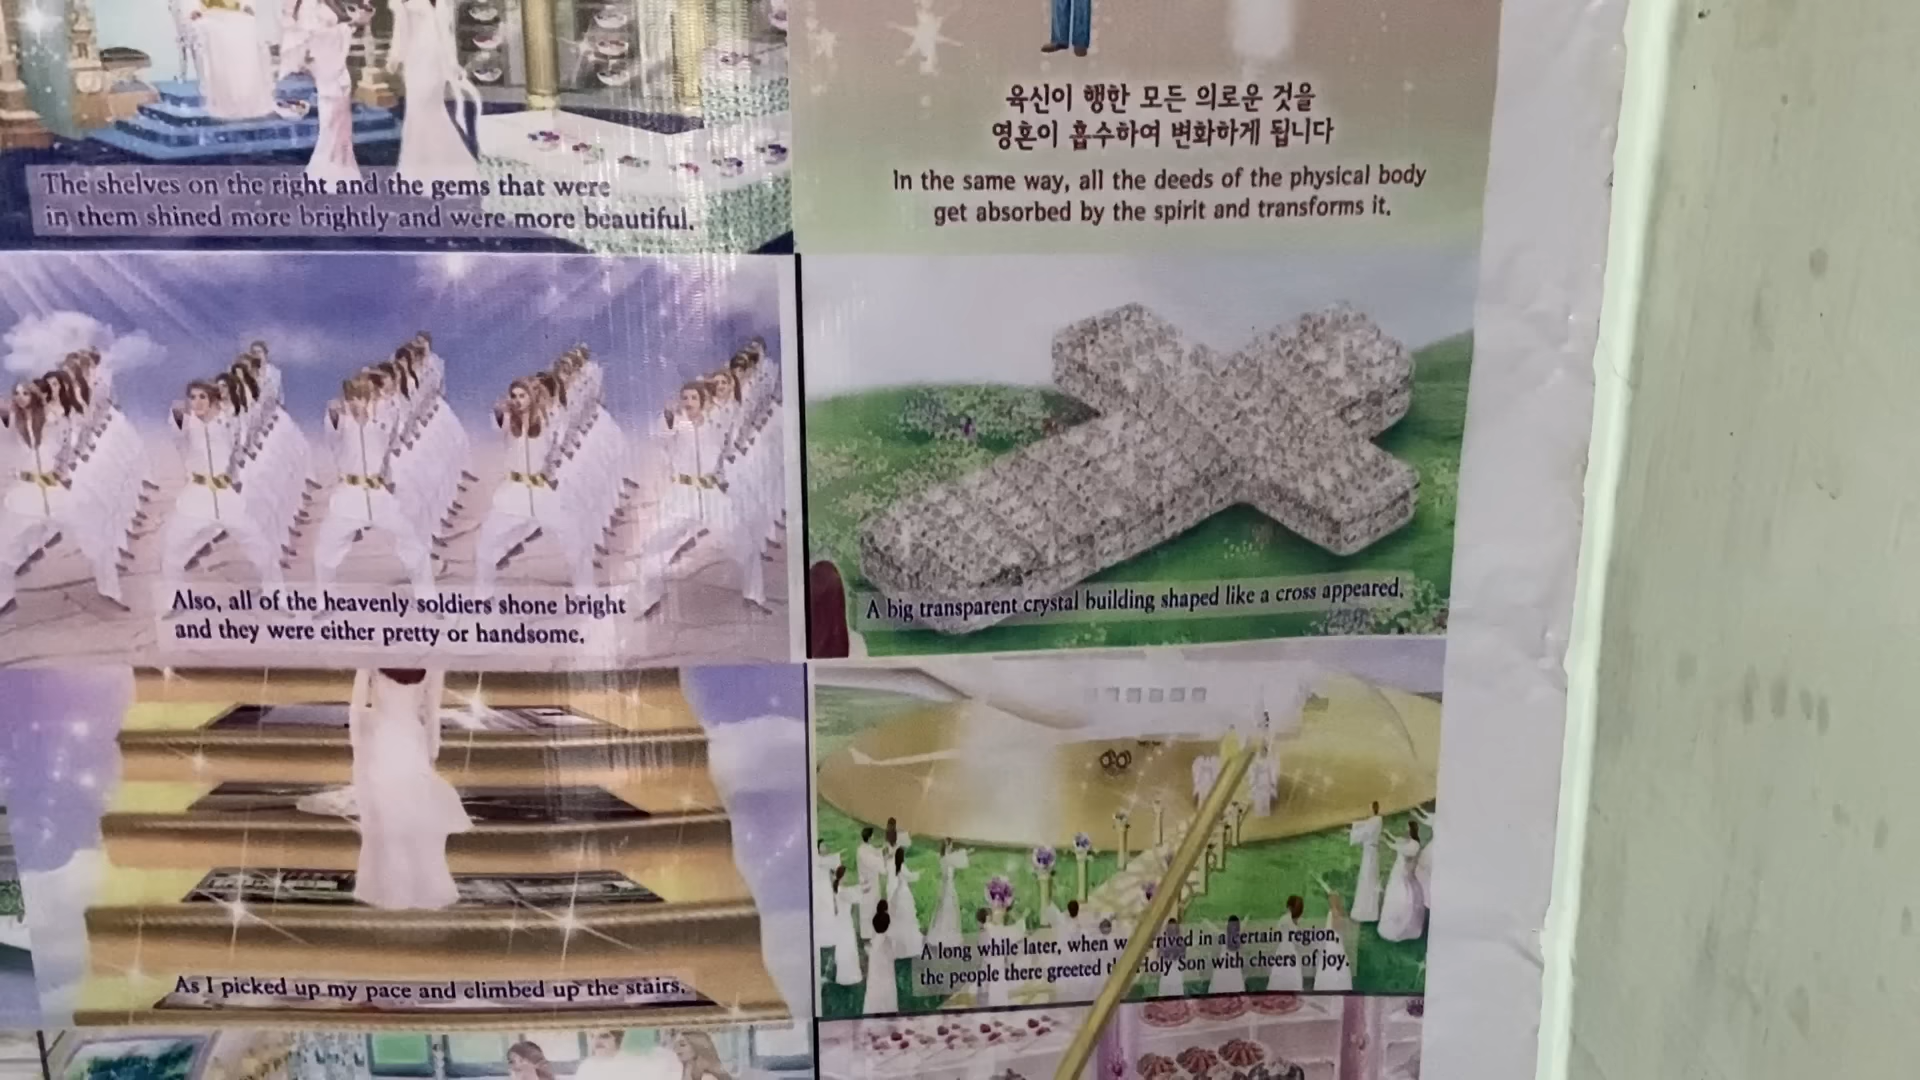 The shelves on the right and the gems that were
in them shined more brightly and were more beautiful.
육신이 행한 모든 의로운 것을
영혼이 흡수하여 변화하게 됩니다
In the same way, all the deeds of the physical body
get absorbed by the spirit and transforms it.
Also, all of the heavenly soldiers shone bright
and they were either pretty or handsome.
A big transparent crystal building shaped like a cross appeared.
As I picked up my pace and climbed up the stairs.
A long while later, when in a certain region,
the people there greeted Holy Son with cheers of joy.